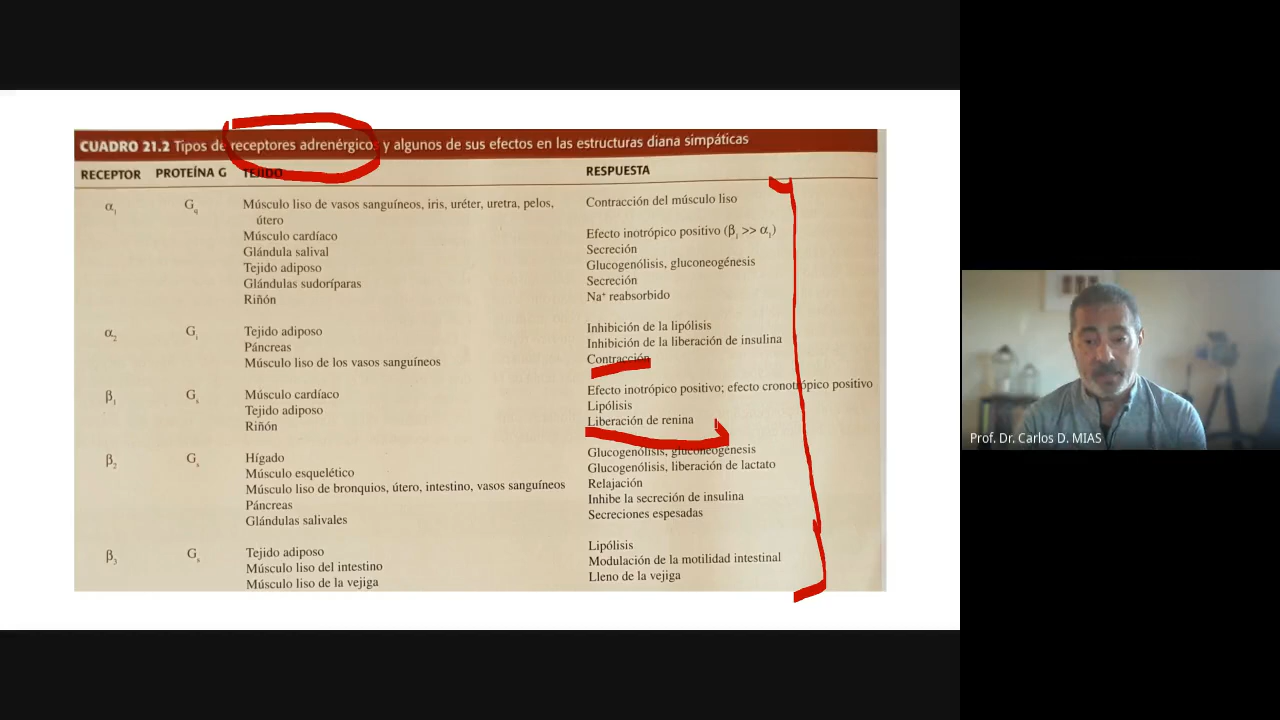 CUADRO 21.2 Tipos de receptores adrenérgicos y algunos de sus efectos en las estructuras diana simpáticas
RECEPTOR PROTEÍNA G TEJIDO RESPUESTA
α₁ Gq Músculo liso de vasos sanguíneos, iris, uréter, uretra, pelos, Contracción del músculo liso
útero
Músculo cardíaco Efecto inotrópico positivo (β₁ >> α₁)
Glándula salival Secreción
Tejido adiposo Glucogenólisis, gluconeogénesis
Glándulas sudoríparas Secreción
Riñón Na⁺ reabsorbido
α₂ Gᵢ Tejido adiposo Inhibición de la lipólisis
Páncreas Inhibición de la liberación de insulina
Músculo liso de los vasos sanguíneos Contracción
β₁ Gₛ Músculo cardíaco Efecto inotrópico positivo; efecto cronotrópico positivo
Tejido adiposo Lipólisis
Riñón Liberación de renina
β₂ Gₛ Hígado Glucogenólisis, gluconeogénesis
Músculo esquelético Glucogenólisis, liberación de lactato
Músculo liso de bronquios, útero, intestino, vasos sanguíneos Relajación
Páncreas Inhibe la secreción de insulina
Glándulas salivales Secreciones espesadas
β₃ Gₛ Tejido adiposo Lipólisis
Músculo liso del intestino Modulación de la motilidad intestinal
Músculo liso de la vejiga Lleno de la vejiga
Prof. Dr. Carlos D. MIAS